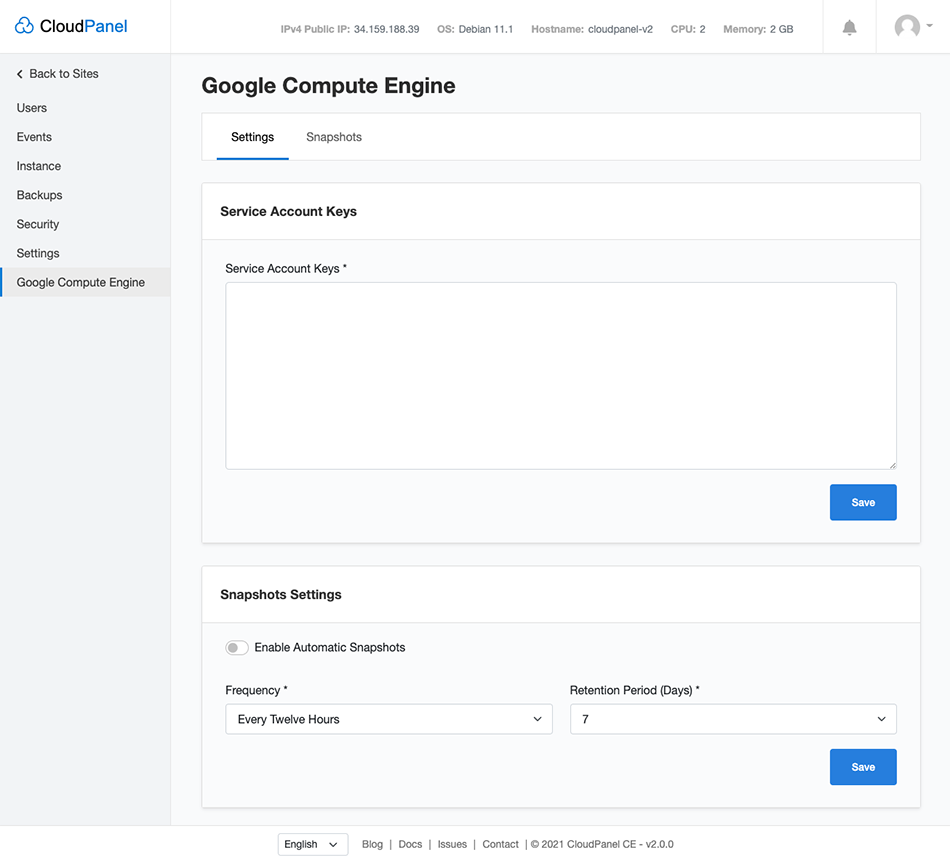 CloudPanel
IPv4 Public IP: 34.159.188.39 OS: Debian 11.1 Hostname: cloudpanel-v2 CPU: 2 Memory: 2 GB
Back to Sites
Users
Events
Instance
Backups
Security
Settings
Google Compute Engine
Google Compute Engine
Settings Snapshots
Service Account Keys
Service Account Keys *
Save
Snapshots Settings
Enable Automatic Snapshots
Frequency * Retention Period (Days) *
Every Twelve Hours 7
Save
English Blog | Docs | Issues | Contact | © 2021 CloudPanel CE - v2.0.0